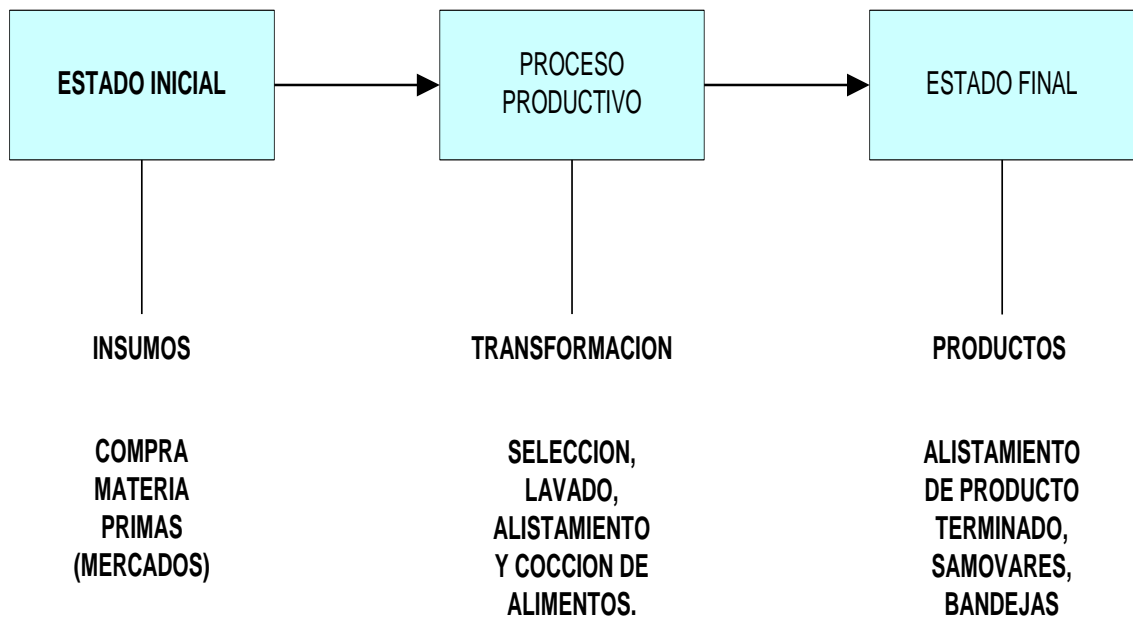 ESTADO INICIAL
PROCESO
PRODUCTIVO
ESTADO FINAL
INSUMOS
TRANSFORMACION
PRODUCTOS
COMPRA
MATERIA
PRIMAS
(MERCADOS)
SELECCION,
LAVADO,
ALISTAMIENTO
Y COCCION DE
ALIMENTOS.
ALISTAMIENTO
DE PRODUCTO
TERMINADO,
SAMOVARES,
BANDEJAS